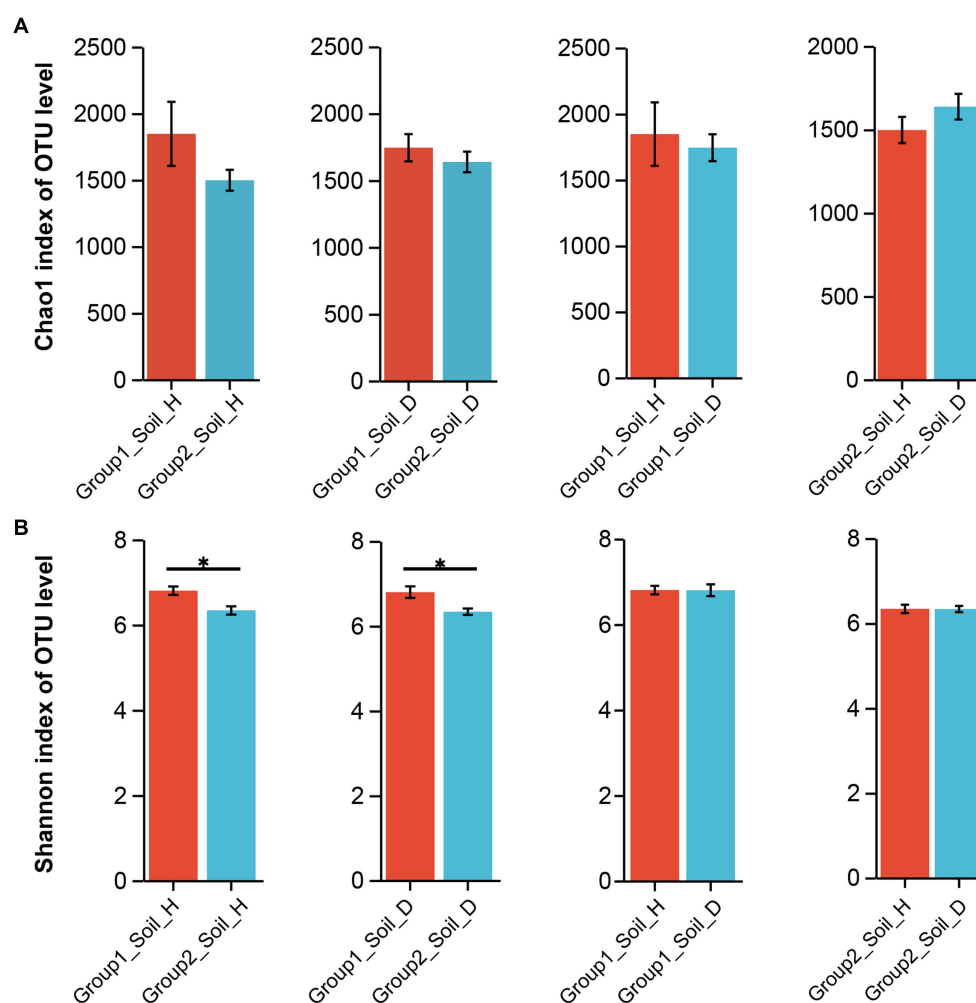 A
Chao1 index of OTU level
2500
2000
1500
1000
500
0
Group1_Soil_H
Group2_Soil_H
2500
2000
1500
1000
500
0
Group1_Soil_D
Group2_Soil_D
2500
2000
1500
1000
500
0
Group1_Soil_H
Group1_Soil_D
2000
1500
1000
500
0
Group2_Soil_H
Group2_Soil_D
B
Shannon index of OTU level
8
6
4
2
0
*
Group1_Soil_H
Group2_Soil_H
8
6
4
2
0
*
Group1_Soil_D
Group2_Soil_D
8
6
4
2
0
Group1_Soil_H
Group1_Soil_D
8
6
4
2
0
Group2_Soil_H
Group2_Soil_D